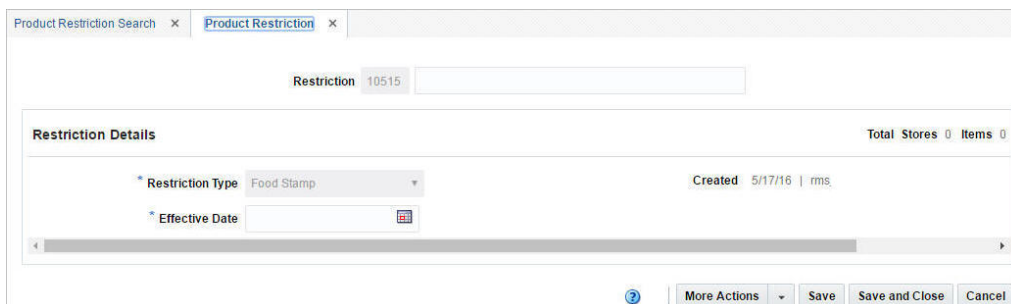 Product Restriction Search × Product Restriction ×
Restriction 10515
Restriction Details Total Stores 0 Items 0
* Restriction Type Food Stamp Created 5/17/16 | rms
* Effective Date
? More Actions Save Save and Close Cancel